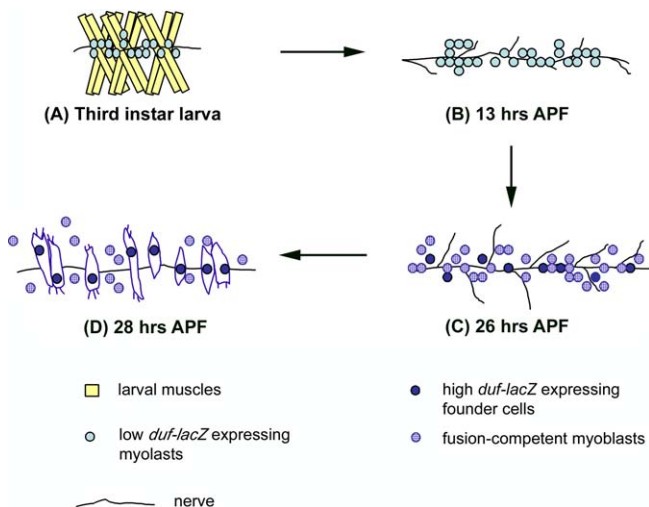 (A) Third instar larva
(B) 13 hrs APF
(D) 28 hrs APF
(C) 26 hrs APF
larval muscles
low duf-lacZ expressing
myolasts
nerve
high duf-lacZ expressing
founder cells
fusion-competent myoblasts